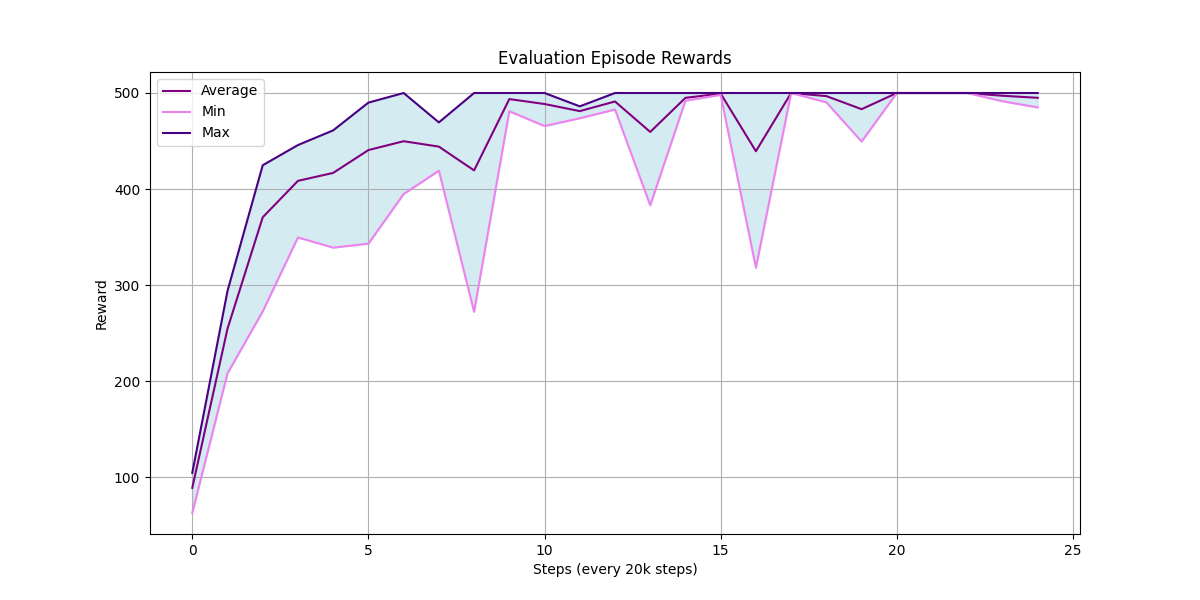 Evaluation Episode Rewards
Average
Min
Max
500
400
300
200
100
Reward
0 5 10 15 20 25
Steps (every 20k steps)